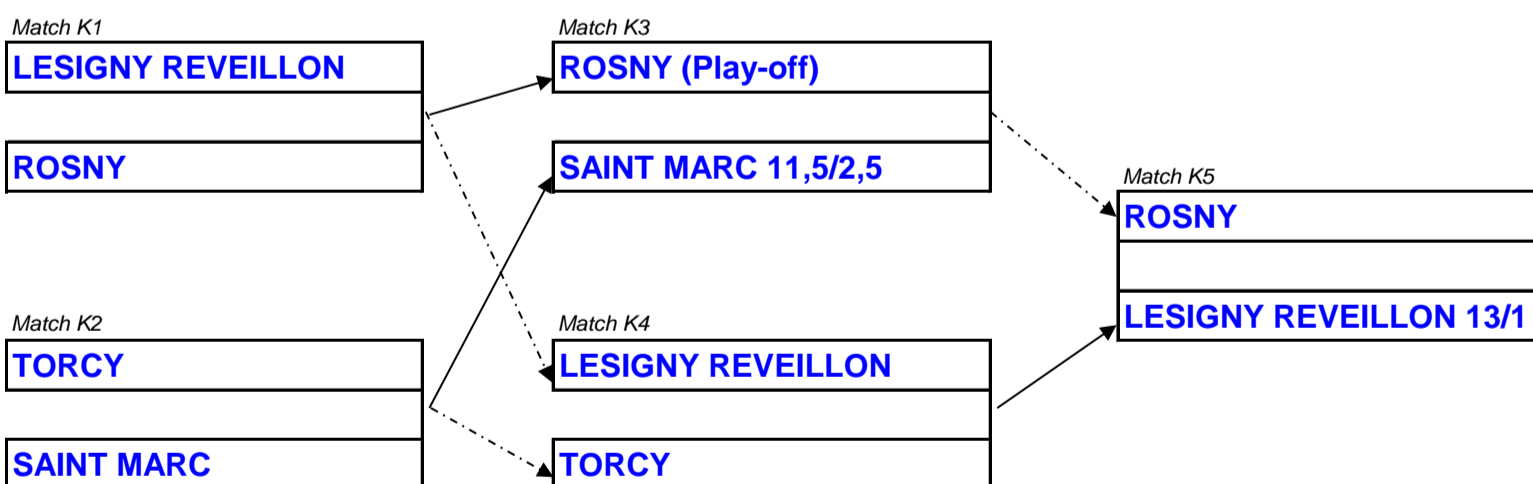 Match K1
LESIGNY REVEILLON
ROSNY
Match K2
TORCY
SAINT MARC
Match K3
ROSNY (Play-off)
SAINT MARC 11,5/2,5
Match K4
LESIGNY REVEILLON
TORCY
Match K5
ROSNY
LESIGNY REVEILLON 13/1